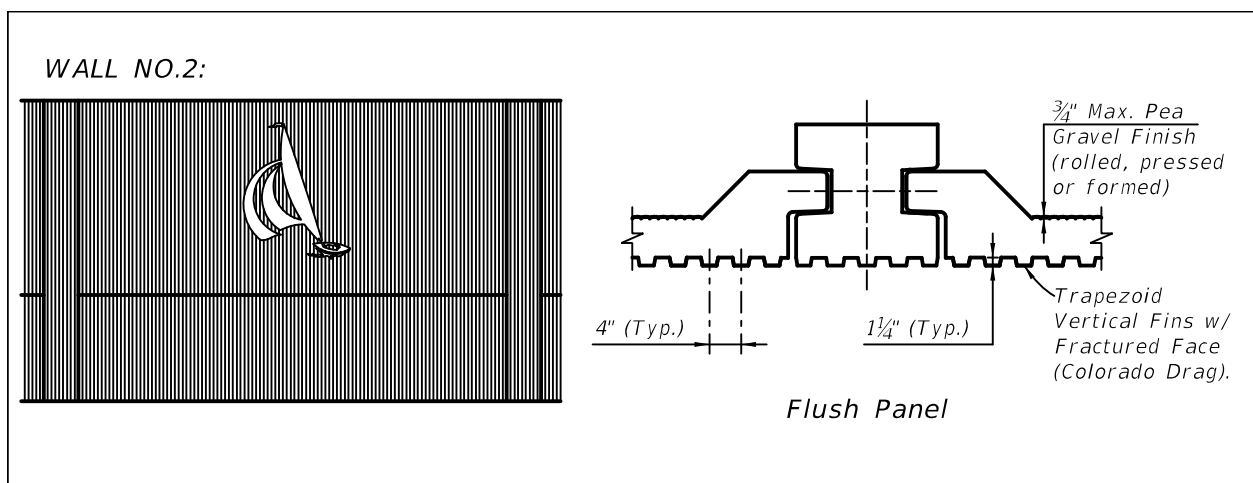 WALL NO.2:
¾" Max. Pea
Gravel Finish
(rolled, pressed
or formed)
4" (Typ.)
1¼" (Typ.)
Trapezoid
Vertical Fins w/
Fractured Face
(Colorado Drag).
Flush Panel